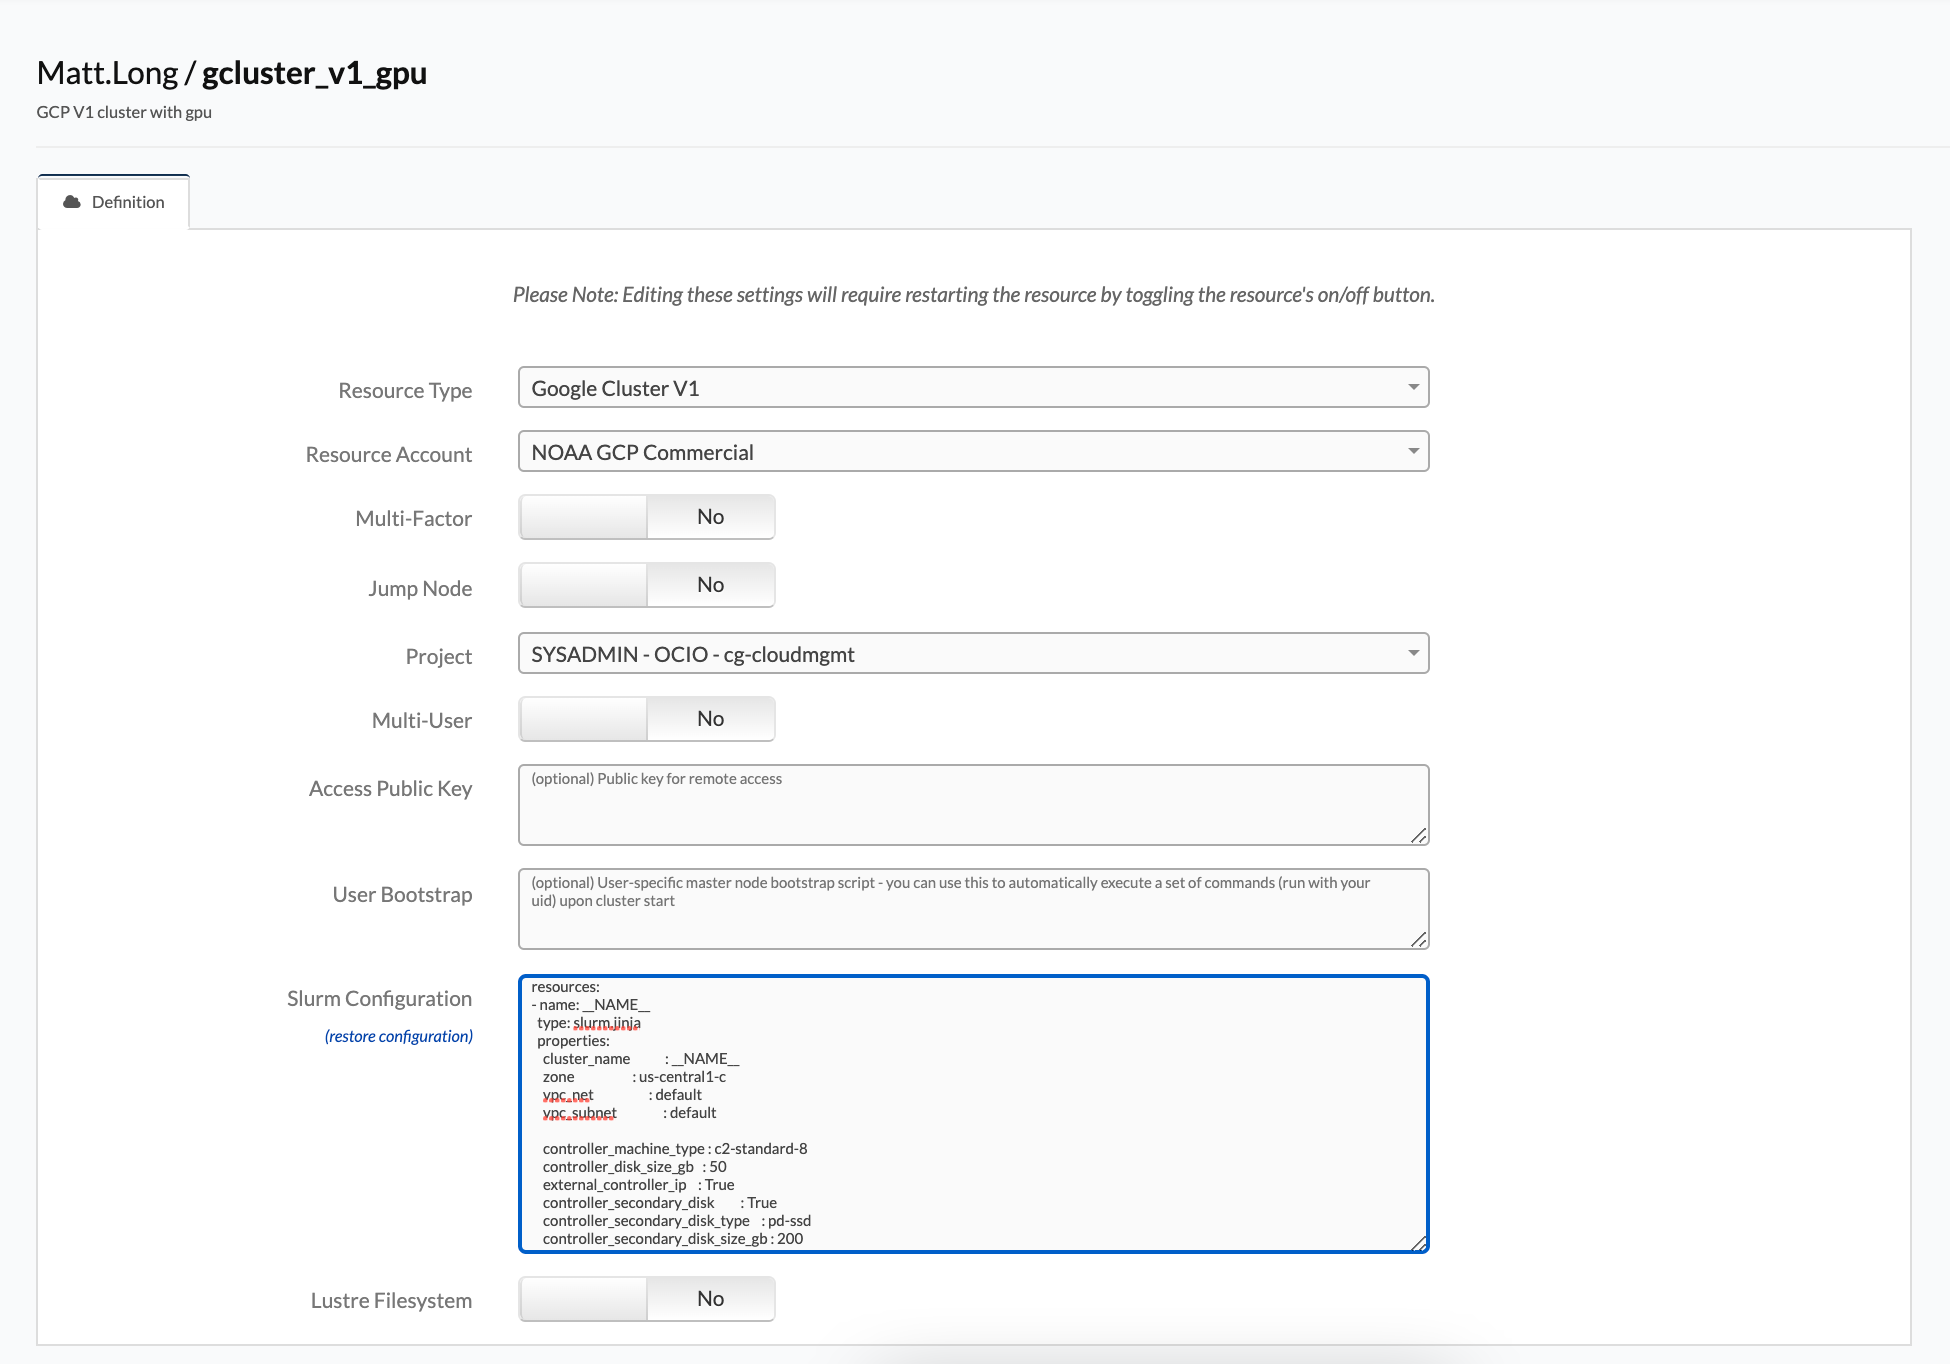 Matt.Long / gcluster_v1_gpu
GCP V1 cluster with gpu
Definition
Please Note: Editing these settings will require restarting the resource by toggling the resource's on/off button.
Resource Type
Google Cluster V1
Resource Account
NOAA GCP Commercial
Multi-Factor
No
Jump Node
No
Project
SYSADMIN - OCIO - cg-cloudmgmt
Multi-User
No
Access Public Key
(optional) Public key for remote access
User Bootstrap
(optional) User-specific master node bootstrap script - you can use this to automatically execute a set of commands (run with your
uid) upon cluster start
Slurm Configuration
(restore configuration)
resources:
- name: __NAME__
type: slurm.jinja
properties:
cluster_name : __NAME__
zone : us-central1-c
vpc_net : default
vpc_subnet : default
controller_machine_type : c2-standard-8
controller_disk_size_gb : 50
external_controller_ip : True
controller_secondary_disk : True
controller_secondary_disk_type : pd-ssd
controller_secondary_disk_size_gb : 200
Lustre Filesystem
No